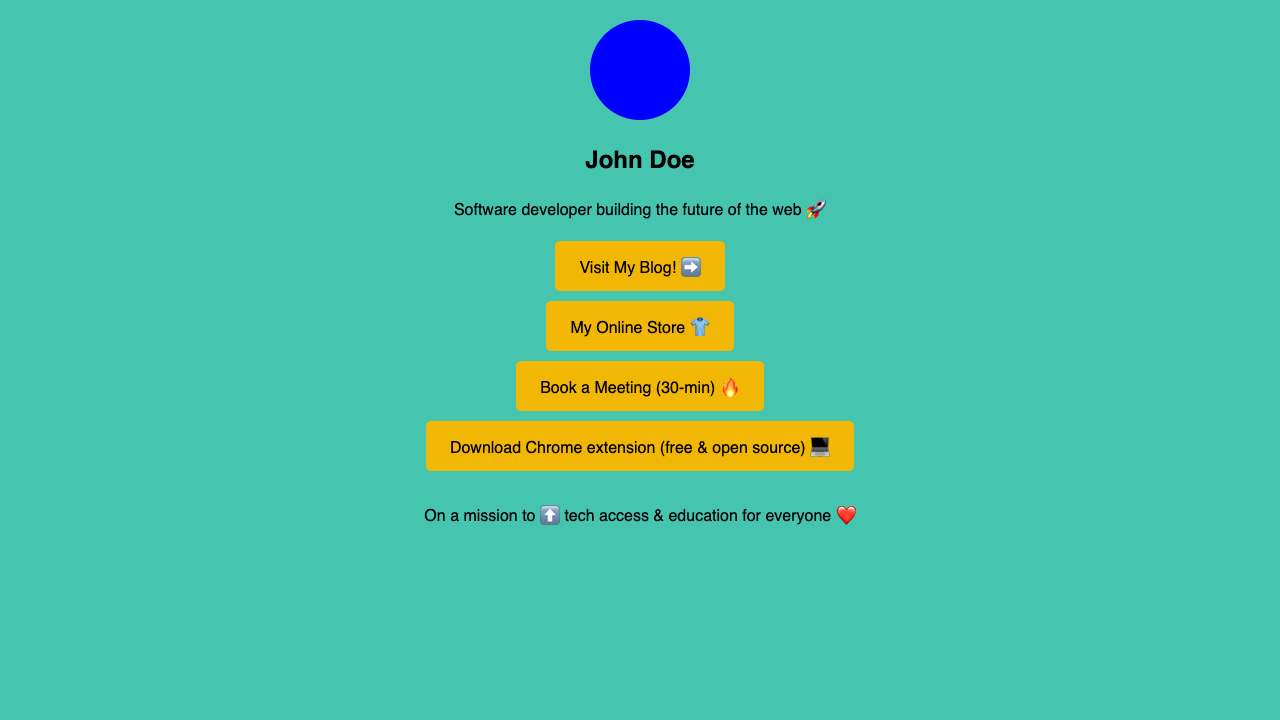 John Doe
Software developer building the future of the web 🚀
Visit My Blog! ➡️
My Online Store 👕
Book a Meeting (30-min) 🔥
Download Chrome extension (free & open source) 💻
On a mission to ⬆️ tech access & education for everyone ❤️